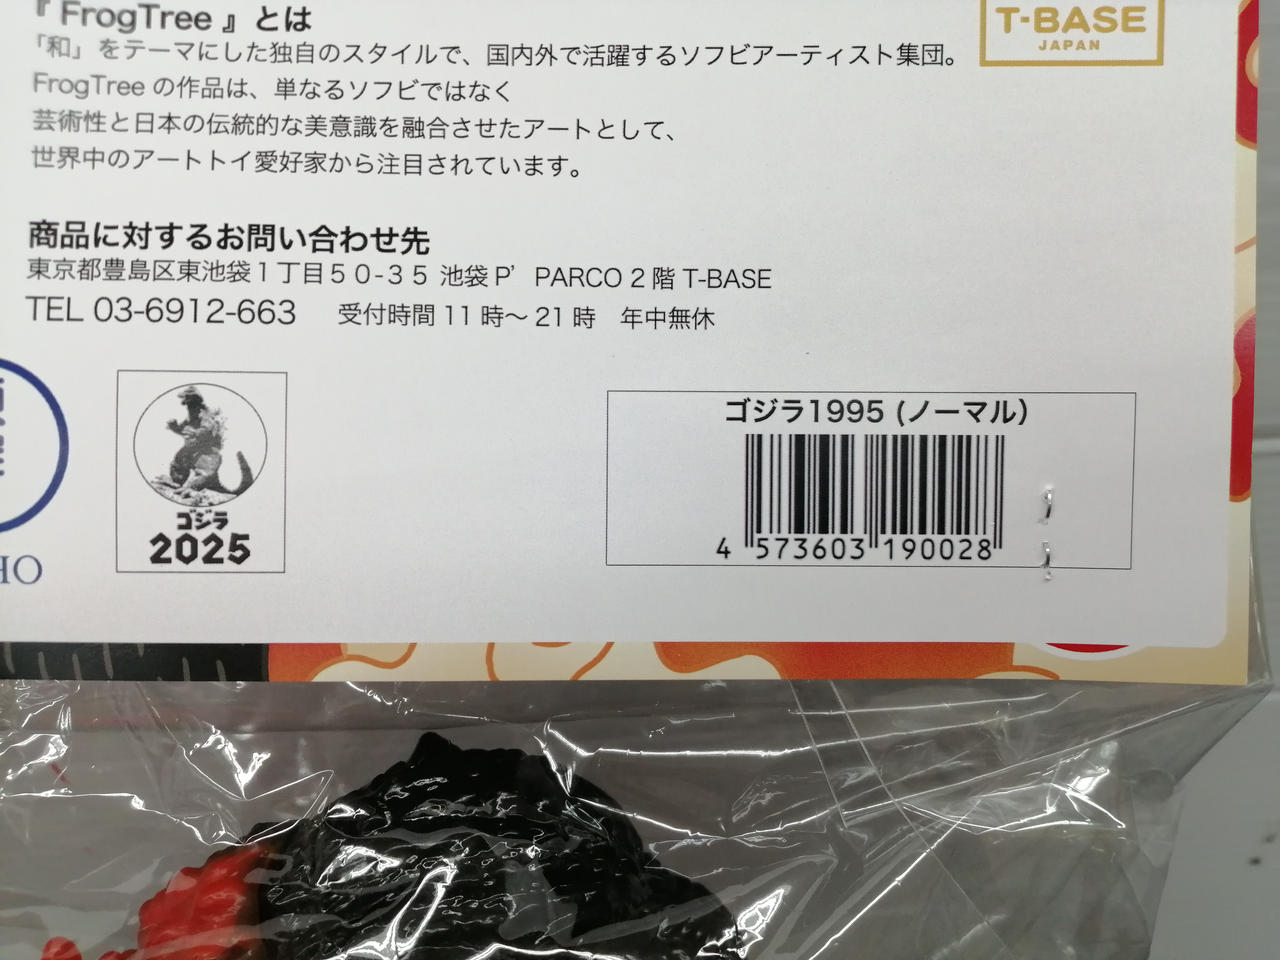 『 FrogTree 』とは
「和」をテーマにした独自のスタイルで、国内外で活躍するソフビアーティスト集団。
FrogTree の作品は、単なるソフビではなく
芸術性と日本の伝統的な美意識を融合させたアートとして、
世界中のアートトイ愛好家から注目されています。
T-BASE
JAPAN
商品に対するお問い合わせ先
東京都豊島区東池袋１丁目５０-３５ 池袋Ｐ’ PARCO 2 階 T-BASE
TEL 03-6912-663 受付時間 11 時〜 21 時 年中無休
ゴジラ
2025
ゴジラ1995 (ノーマル)
4 573603 190028